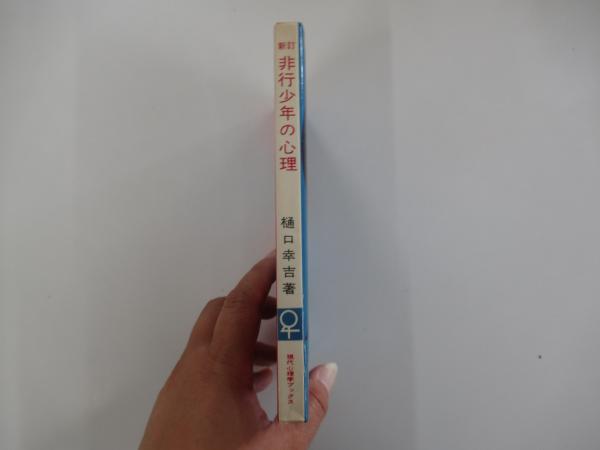 新訂
非行少年の心理
樋口幸吉著
現代心理学ブックス